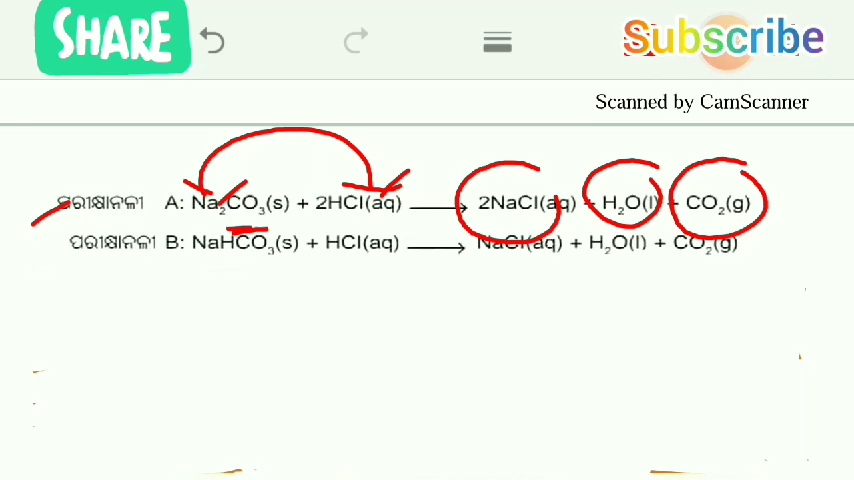 SHARE
Subscribe
Scanned by CamScanner
ପରୀକ୍ଷାନଳୀ A: Na₂CO₃(s) + 2HCl(aq) ⟶ 2NaCl(aq) + H₂O(l) + CO₂(g)
ପରୀକ୍ଷାନଳୀ B: NaHCO₃(s) + HCl(aq) ⟶ NaCl(aq) + H₂O(l) + CO₂(g)